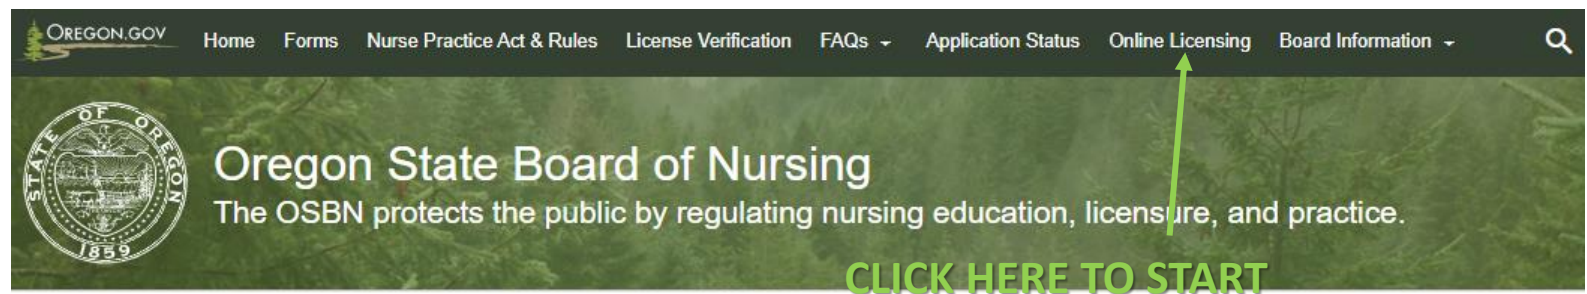 OREGON.GOV Home Forms Nurse Practice Act & Rules License Verification FAQs Application Status Online Licensing Board Information
STATE OF OREGON
1859
Oregon State Board of Nursing
The OSBN protects the public by regulating nursing education, licensure, and practice.
CLICK HERE TO START